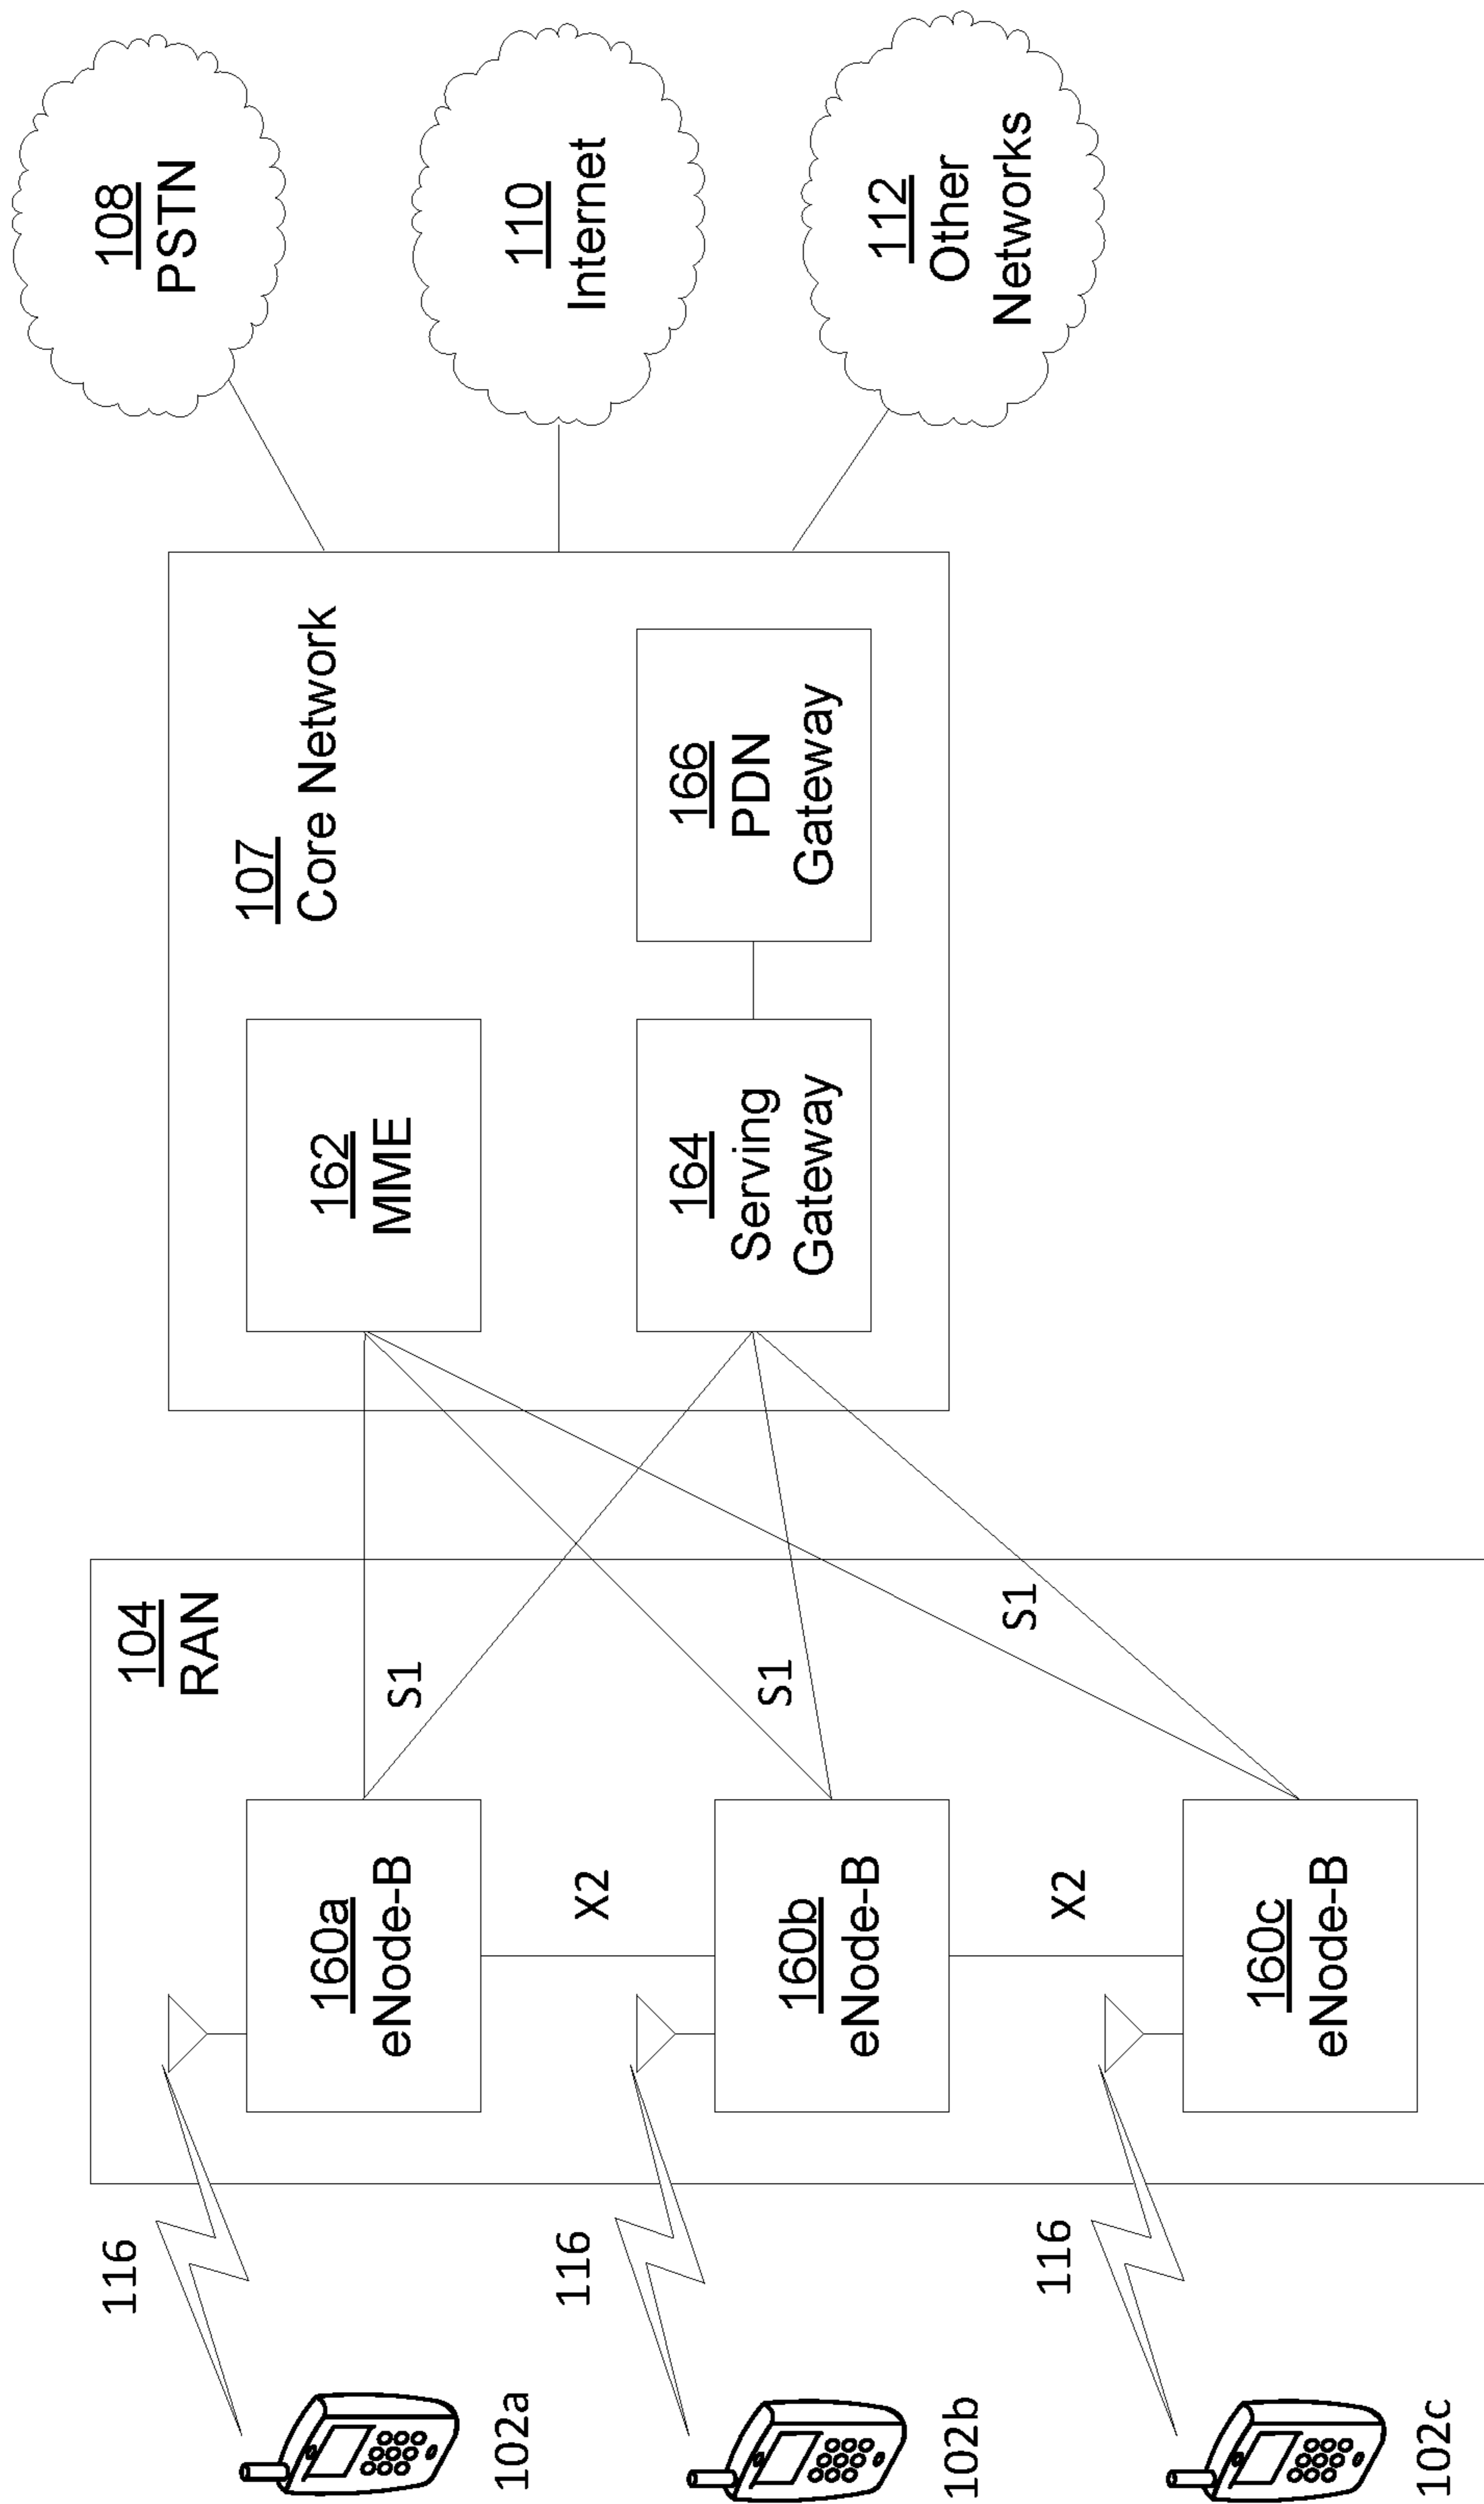 102a
102b
102c
116
116
116
104
RAN
160a
eNode-B
X2
160b
eNode-B
X2
160c
eNode-B
S1
S1
S1
107
Core Network
162
MME
164
Serving
Gateway
166
PDN
Gateway
108
PSTN
110
Internet
112
Other
Networks